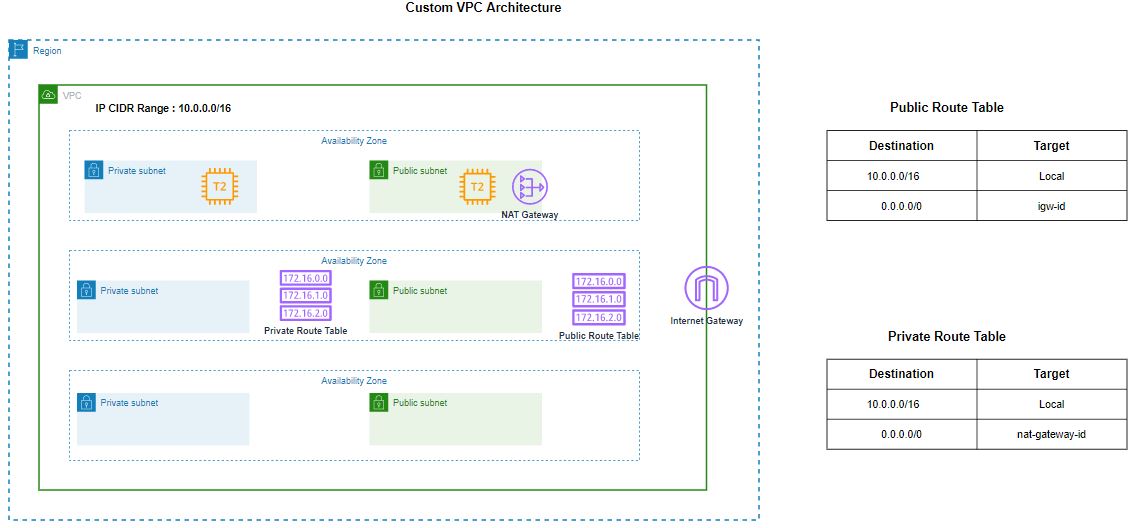 Custom VPC Architecture
Region
VPC
IP CIDR Range : 10.0.0.0/16
Availability Zone
Private subnet
T2
Public subnet
T2
NAT Gateway
Availability Zone
Private subnet
172.16.0.0
172.16.1.0
172.16.2.0
Private Route Table
Public subnet
172.16.0.0
172.16.1.0
172.16.2.0
Public Route Table
Internet Gateway
Availability Zone
Private subnet
Public subnet
Public Route Table
Destination Target
10.0.0.0/16 Local
0.0.0.0/0 igw-id
Private Route Table
Destination Target
10.0.0.0/16 Local
0.0.0.0/0 nat-gateway-id